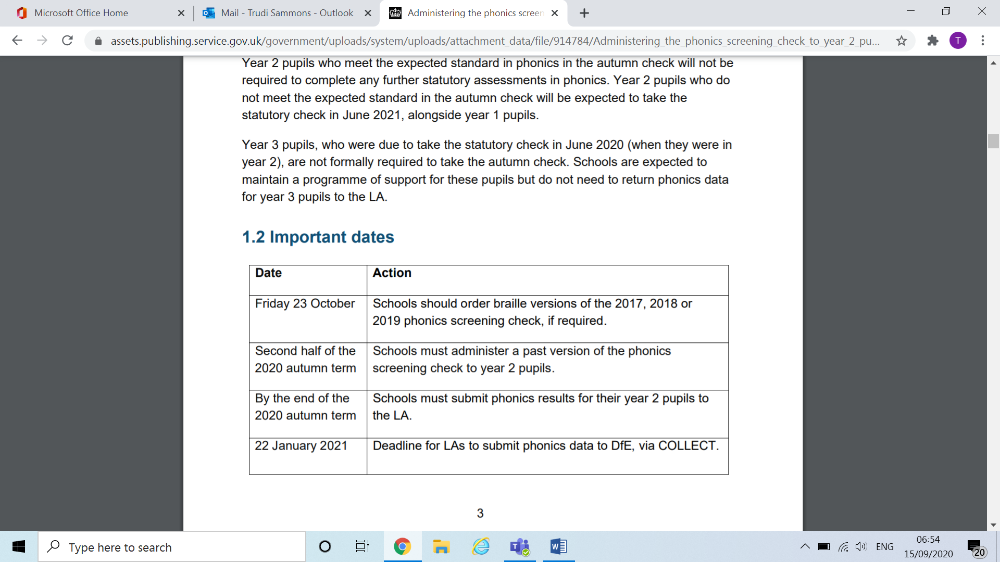 Microsoft Office Home
Mail - Trudi Sammons - Outlook
Administering the phonics screen
assets.publishing.service.gov.uk/government/uploads/system/uploads/attachment_data/file/914784/Administering_the_phonics_screening_check_to_year_2_pu...
T
Year 2 pupils who meet the expected standard in phonics in the autumn check will not be
required to complete any further statutory assessments in phonics. Year 2 pupils who do
not meet the expected standard in the autumn check will be expected to take the
statutory check in June 2021, alongside year 1 pupils.
Year 3 pupils, who were due to take the statutory check in June 2020 (when they were in
year 2), are not formally required to take the autumn check. Schools are expected to
maintain a programme of support for these pupils but do not need to return phonics data
for year 3 pupils to the LA.
1.2 Important dates
Date
Action
Friday 23 October
Schools should order braille versions of the 2017, 2018 or
2019 phonics screening check, if required.
Second half of the
2020 autumn term
Schools must administer a past version of the phonics
screening check to year 2 pupils.
By the end of the
2020 autumn term
Schools must submit phonics results for their year 2 pupils to
the LA.
22 January 2021
Deadline for LAs to submit phonics data to DfE, via COLLECT.
3
Type here to search
ENG
06:54
15/09/2020
20